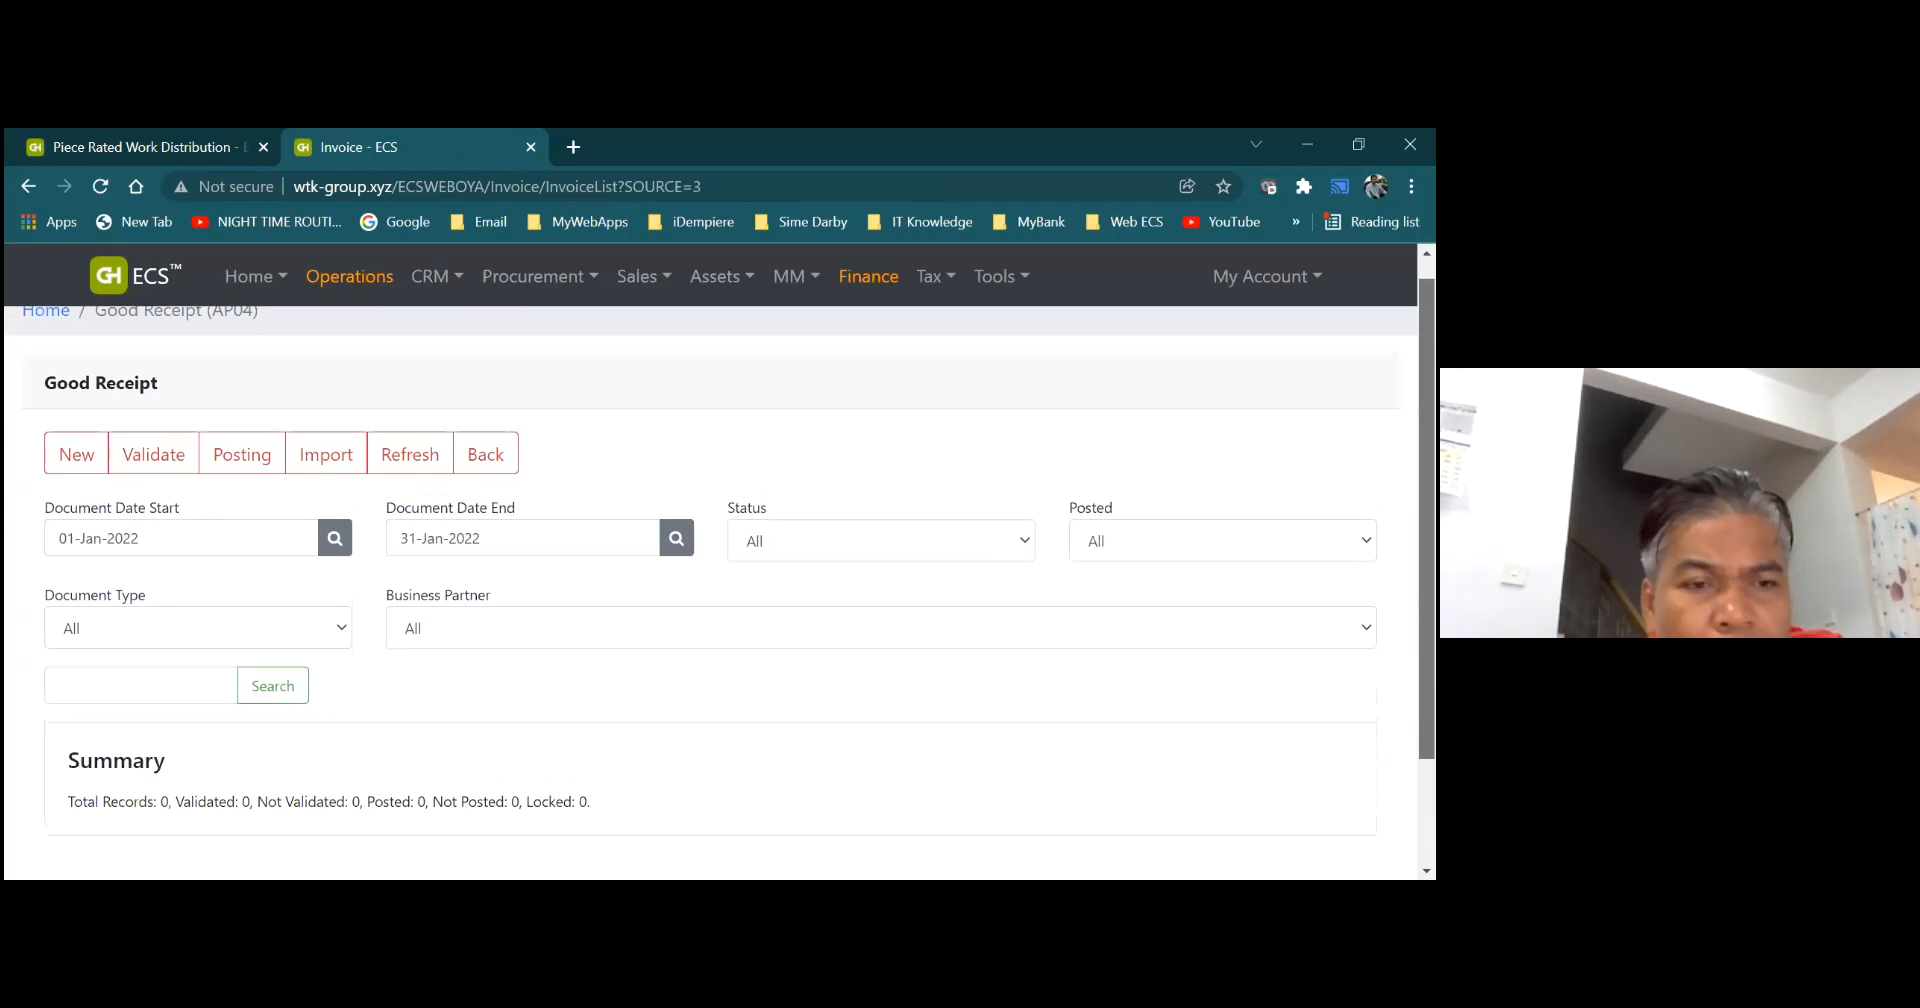 Piece Rated Work Distribution - E
Invoice - ECS
Not secure wtk-group.xyz/ECSWEBOYA/Invoice/InvoiceList?SOURCE=3
Apps New Tab NIGHT TIME ROUTI... Google Email MyWebApps iDempiere Sime Darby IT Knowledge MyBank Web ECS YouTube » Reading list
GH ECS™ Home Operations CRM Procurement Sales Assets MM Finance Tax Tools My Account
Home / Good Receipt (AP04)
Good Receipt
New Validate Posting Import Refresh Back
Document Date Start Document Date End Status Posted
01-Jan-2022 31-Jan-2022 All All
Document Type Business Partner
All All
Search
Summary
Total Records: 0, Validated: 0, Not Validated: 0, Posted: 0, Not Posted: 0, Locked: 0.